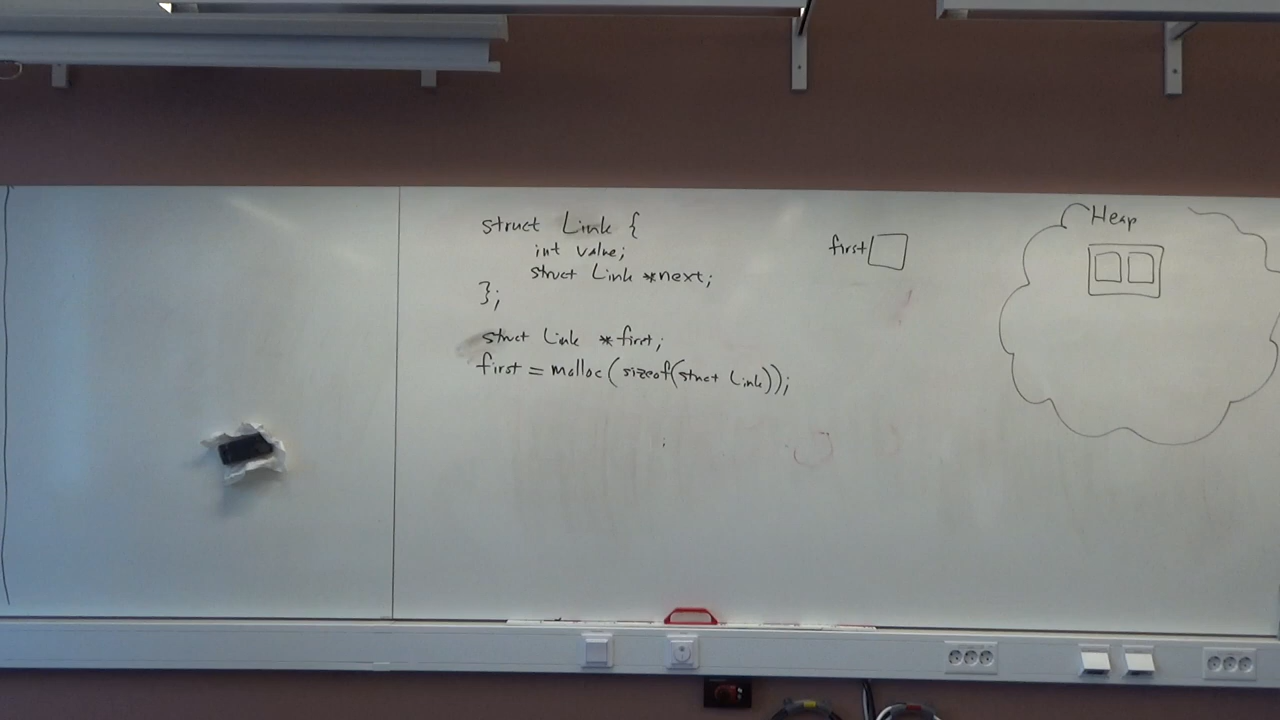 struct Link {
int value;
struct Link *next;
};
struct Link *first;
first = malloc(sizeof(struct Link));
first
Heap